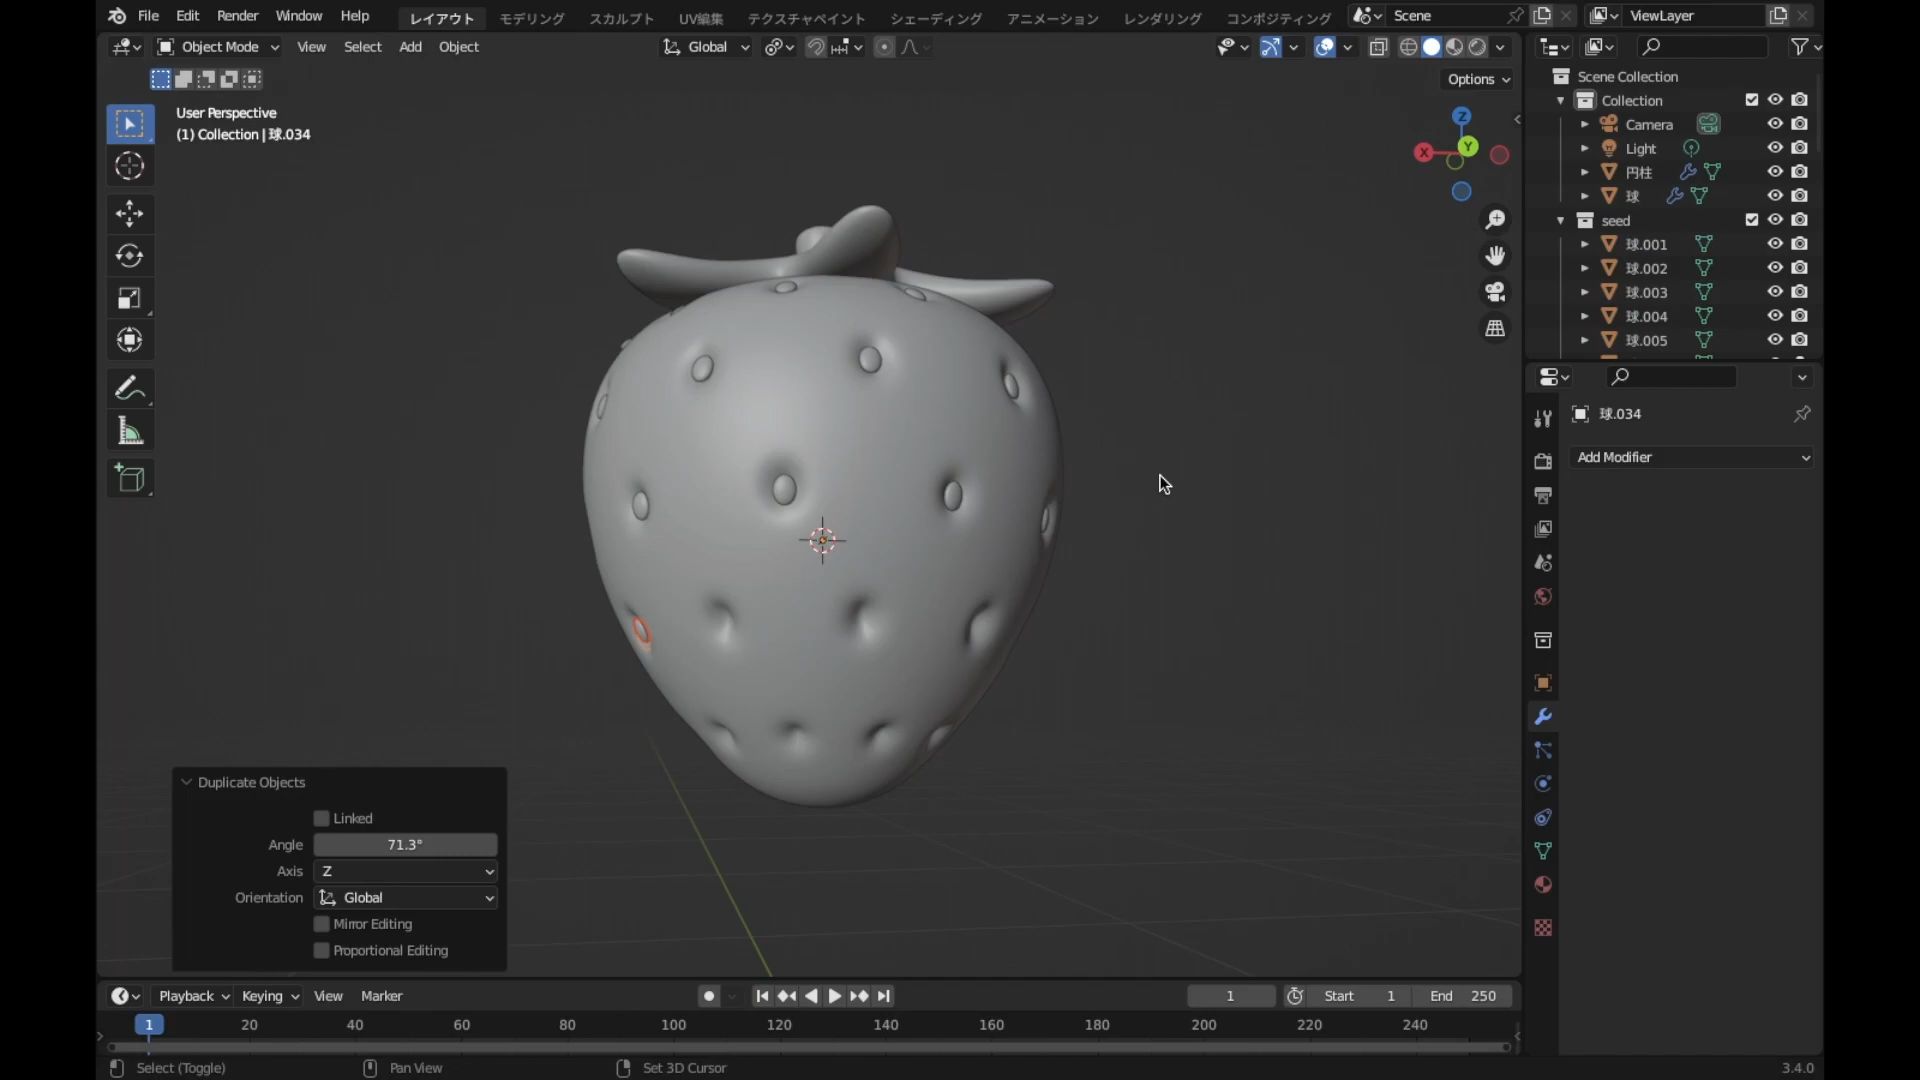 File Edit Render Window Help レイアウト モデリング スカルプト UV編集 テクスチャペイント シェーディング アニメーション レンダリング コンポジティング Scene ViewLayer
Object Mode View Select Add Object Global
Options
User Perspective
(1) Collection | 球.034
Z
Y
X
Scene Collection
Collection
Camera
Light
円柱
球
seed
球.001
球.002
球.003
球.004
球.005
球.034
Add Modifier
Duplicate Objects
Linked
Angle 71.3°
Axis Z
Orientation Global
Mirror Editing
Proportional Editing
Playback Keying View Marker 1 Start 1 End 250
1 20 40 60 80 100 120 140 160 180 200 220 240
Select (Toggle) Pan View Set 3D Cursor 3.4.0